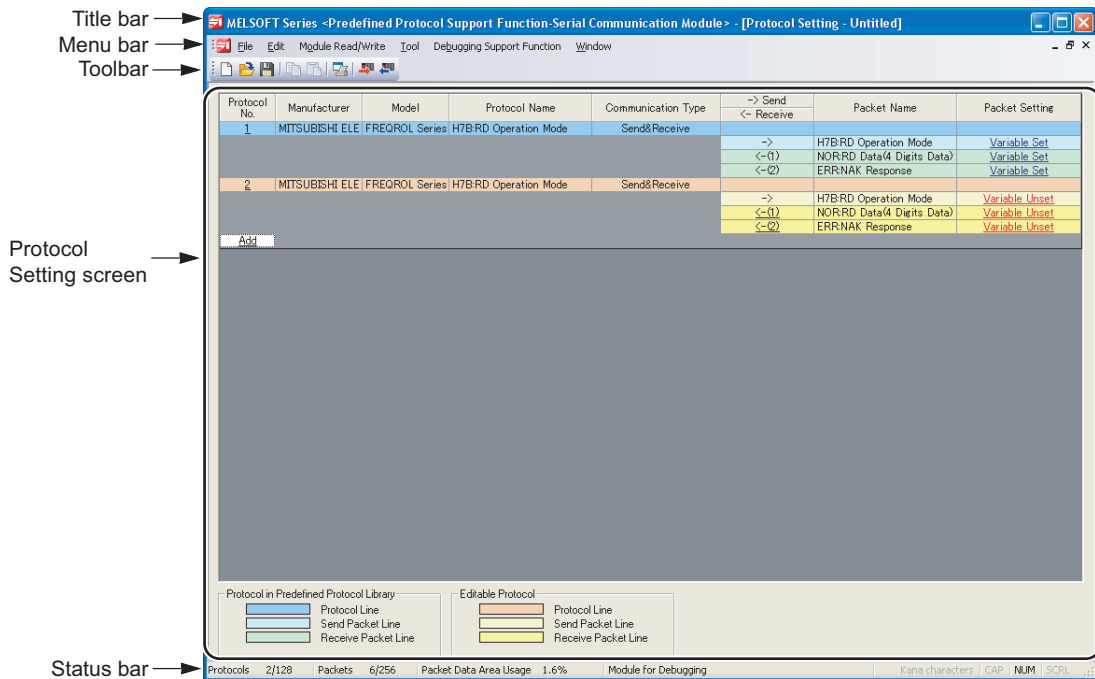 Title bar
MELSOFT Series <Predefined Protocol Support Function-Serial Communication Module> - [Protocol Setting - Untitled]
Menu bar
File Edit Module Read/Write Tool Debugging Support Function Window
Toolbar
Protocol No. Manufacturer Model Protocol Name Communication Type -> Send <- Receive Packet Name Packet Setting
1 MITSUBISHI ELE FREQROL Series H7B:RD Operation Mode Send&Receive
-> H7B:RD Operation Mode Variable Set
<-(1) NOR:RD Data(4 Digits Data) Variable Set
<-(2) ERR:NAK Response Variable Set
2 MITSUBISHI ELE FREQROL Series H7B:RD Operation Mode Send&Receive
-> H7B:RD Operation Mode Variable Unset
<-(1) NOR:RD Data(4 Digits Data) Variable Unset
<-(2) ERR:NAK Response Variable Unset
Add
Protocol
Setting screen
Protocol in Predefined Protocol Library
Protocol Line
Send Packet Line
Receive Packet Line
Editable Protocol
Protocol Line
Send Packet Line
Receive Packet Line
Status bar
Protocols 2/128 Packets 6/256 Packet Data Area Usage 1.6% Module for Debugging Kana characters CAP NUM SCRL